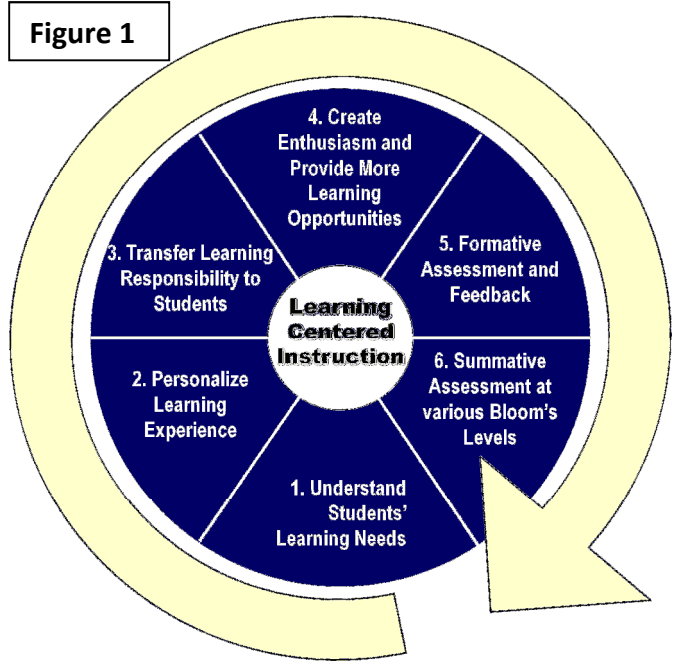 Figure 1
4. Create
Enthusiasm and
Provide More
Learning
Opportunities
3. Transfer Learning
Responsibility to
Students
5. Formative
Assessment and
Feedback
Learning
Centered
Instruction
2. Personalize
Learning
Experience
6. Summative
Assessment at
various Bloom's
Levels
1. Understand
Students'
Learning Needs